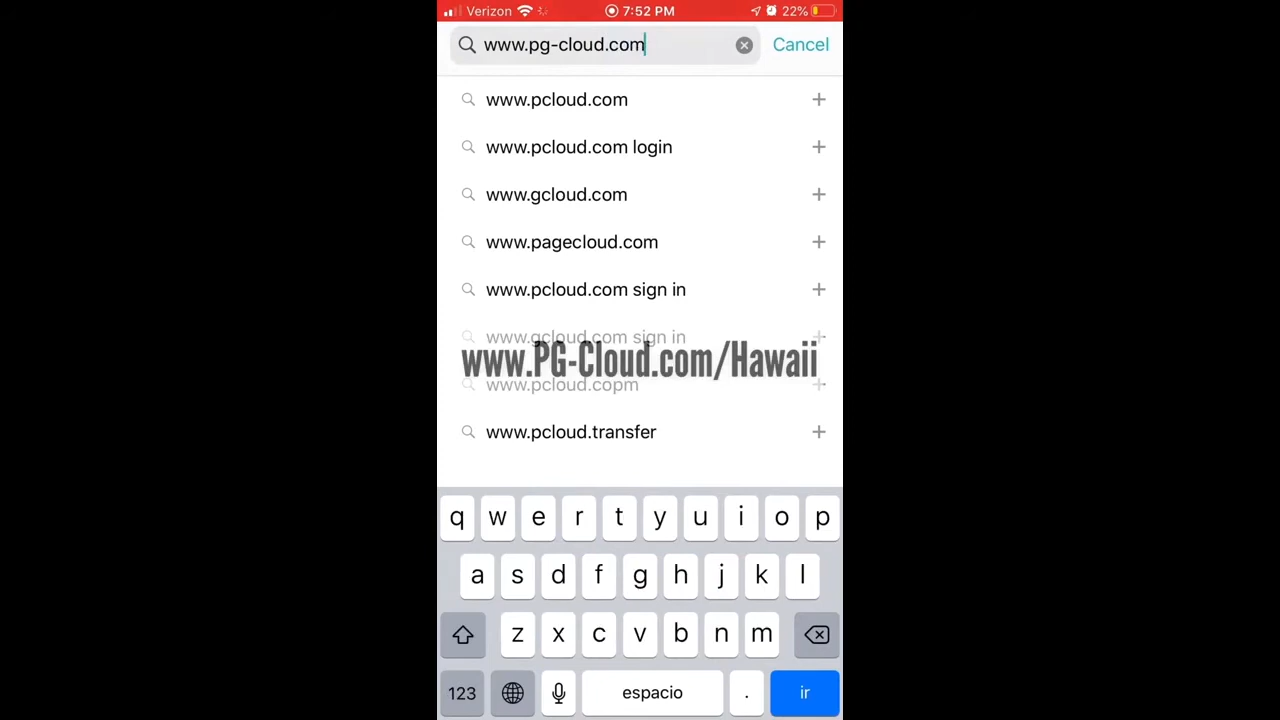 Verizon 7:52 PM 22%
www.pg-cloud.com Cancel
www.pcloud.com
www.pcloud.com login
www.gcloud.com
www.pagecloud.com
www.pcloud.com sign in
www.gcloud.com sign in
www.PG-Cloud.com/Hawaii
www.pcloud.copm
www.pcloud.transfer
q w e r t y u i o p
a s d f g h j k l
z x c v b n m
123 espacio . ir